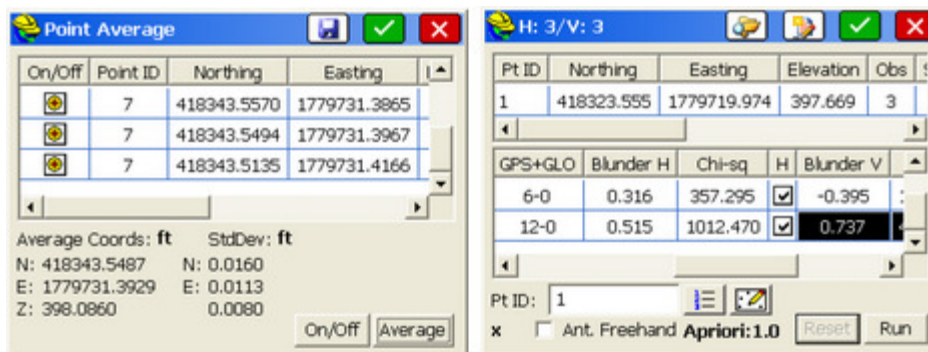 Point Average
On/Off Point ID Northing Easting
7 418343.5570 1779731.3865
7 418343.5494 1779731.3967
7 418343.5135 1779731.4166
Average Coords: ft StdDev: ft
N: 418343.5487 N: 0.0160
E: 1779731.3929 E: 0.0113
Z: 398.0860 0.0080
On/Off Average
H: 3/V: 3
Pt ID Northing Easting Elevation Obs
1 418323.555 1779719.974 397.669 3
GPS+GLO Blunder H Chi-sq H Blunder V
6-0 0.316 357.295 -0.395
12-0 0.515 1012.470 0.737
Pt ID: 1
x Ant. Freehand Apriori:1.0 Reset Run